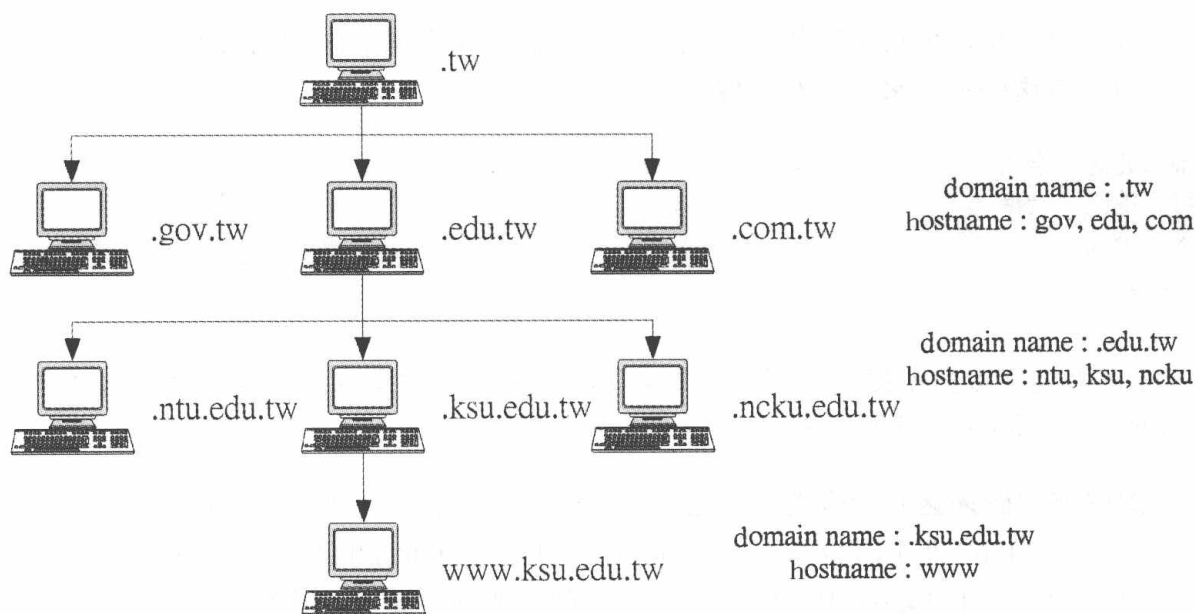 .tw
.gov.tw
.edu.tw
.com.tw
domain name : .tw
hostname : gov, edu, com
.ntu.edu.tw
.ksu.edu.tw
.ncku.edu.tw
domain name : .edu.tw
hostname : ntu, ksu, ncku
www.ksu.edu.tw
domain name : .ksu.edu.tw
hostname : www